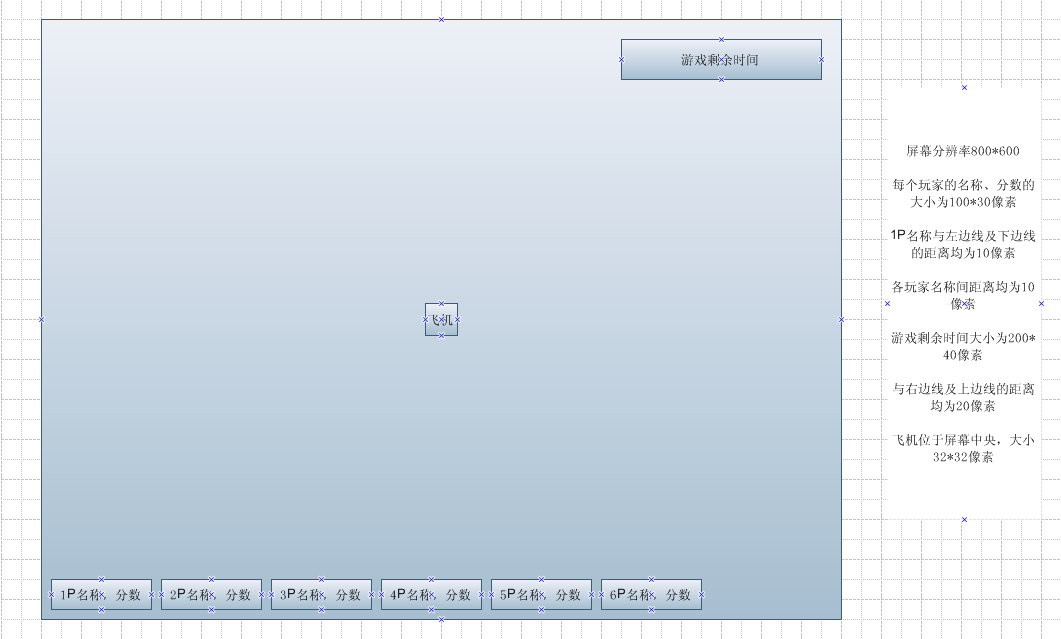 游戏剩余时间
屏幕分辨率800*600
每个玩家的名称、分数的
大小为100*30像素
1P名称与左边线及下边线
的距离均为10像素
各玩家名称间距离均为10
像素
游戏剩余时间大小为200*
40像素
与右边线及上边线的距离
均为20像素
飞机位于屏幕中央，大小
32*32像素
飞机
1P名称，分数
2P名称，分数
3P名称，分数
4P名称，分数
5P名称，分数
6P名称，分数